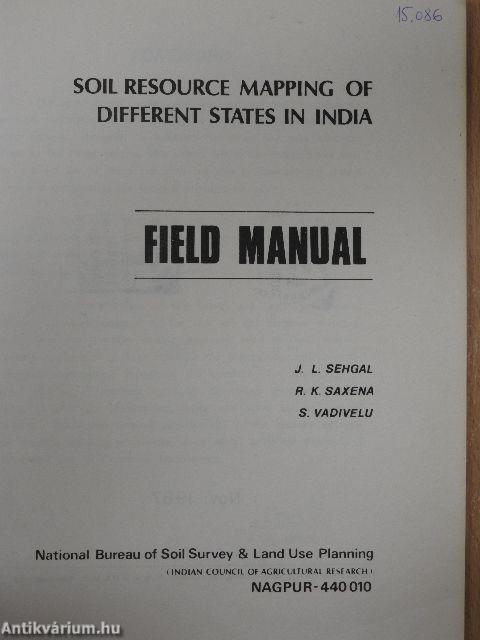 15.086
SOIL RESOURCE MAPPING OF
DIFFERENT STATES IN INDIA
FIELD MANUAL
J. L. SEHGAL
R. K. SAXENA
S. VADIVELU
National Bureau of Soil Survey & Land Use Planning
(INDIAN COUNCIL OF AGRICULTURAL RESEARCH)
NAGPUR-440 010
Antikvárium.hu